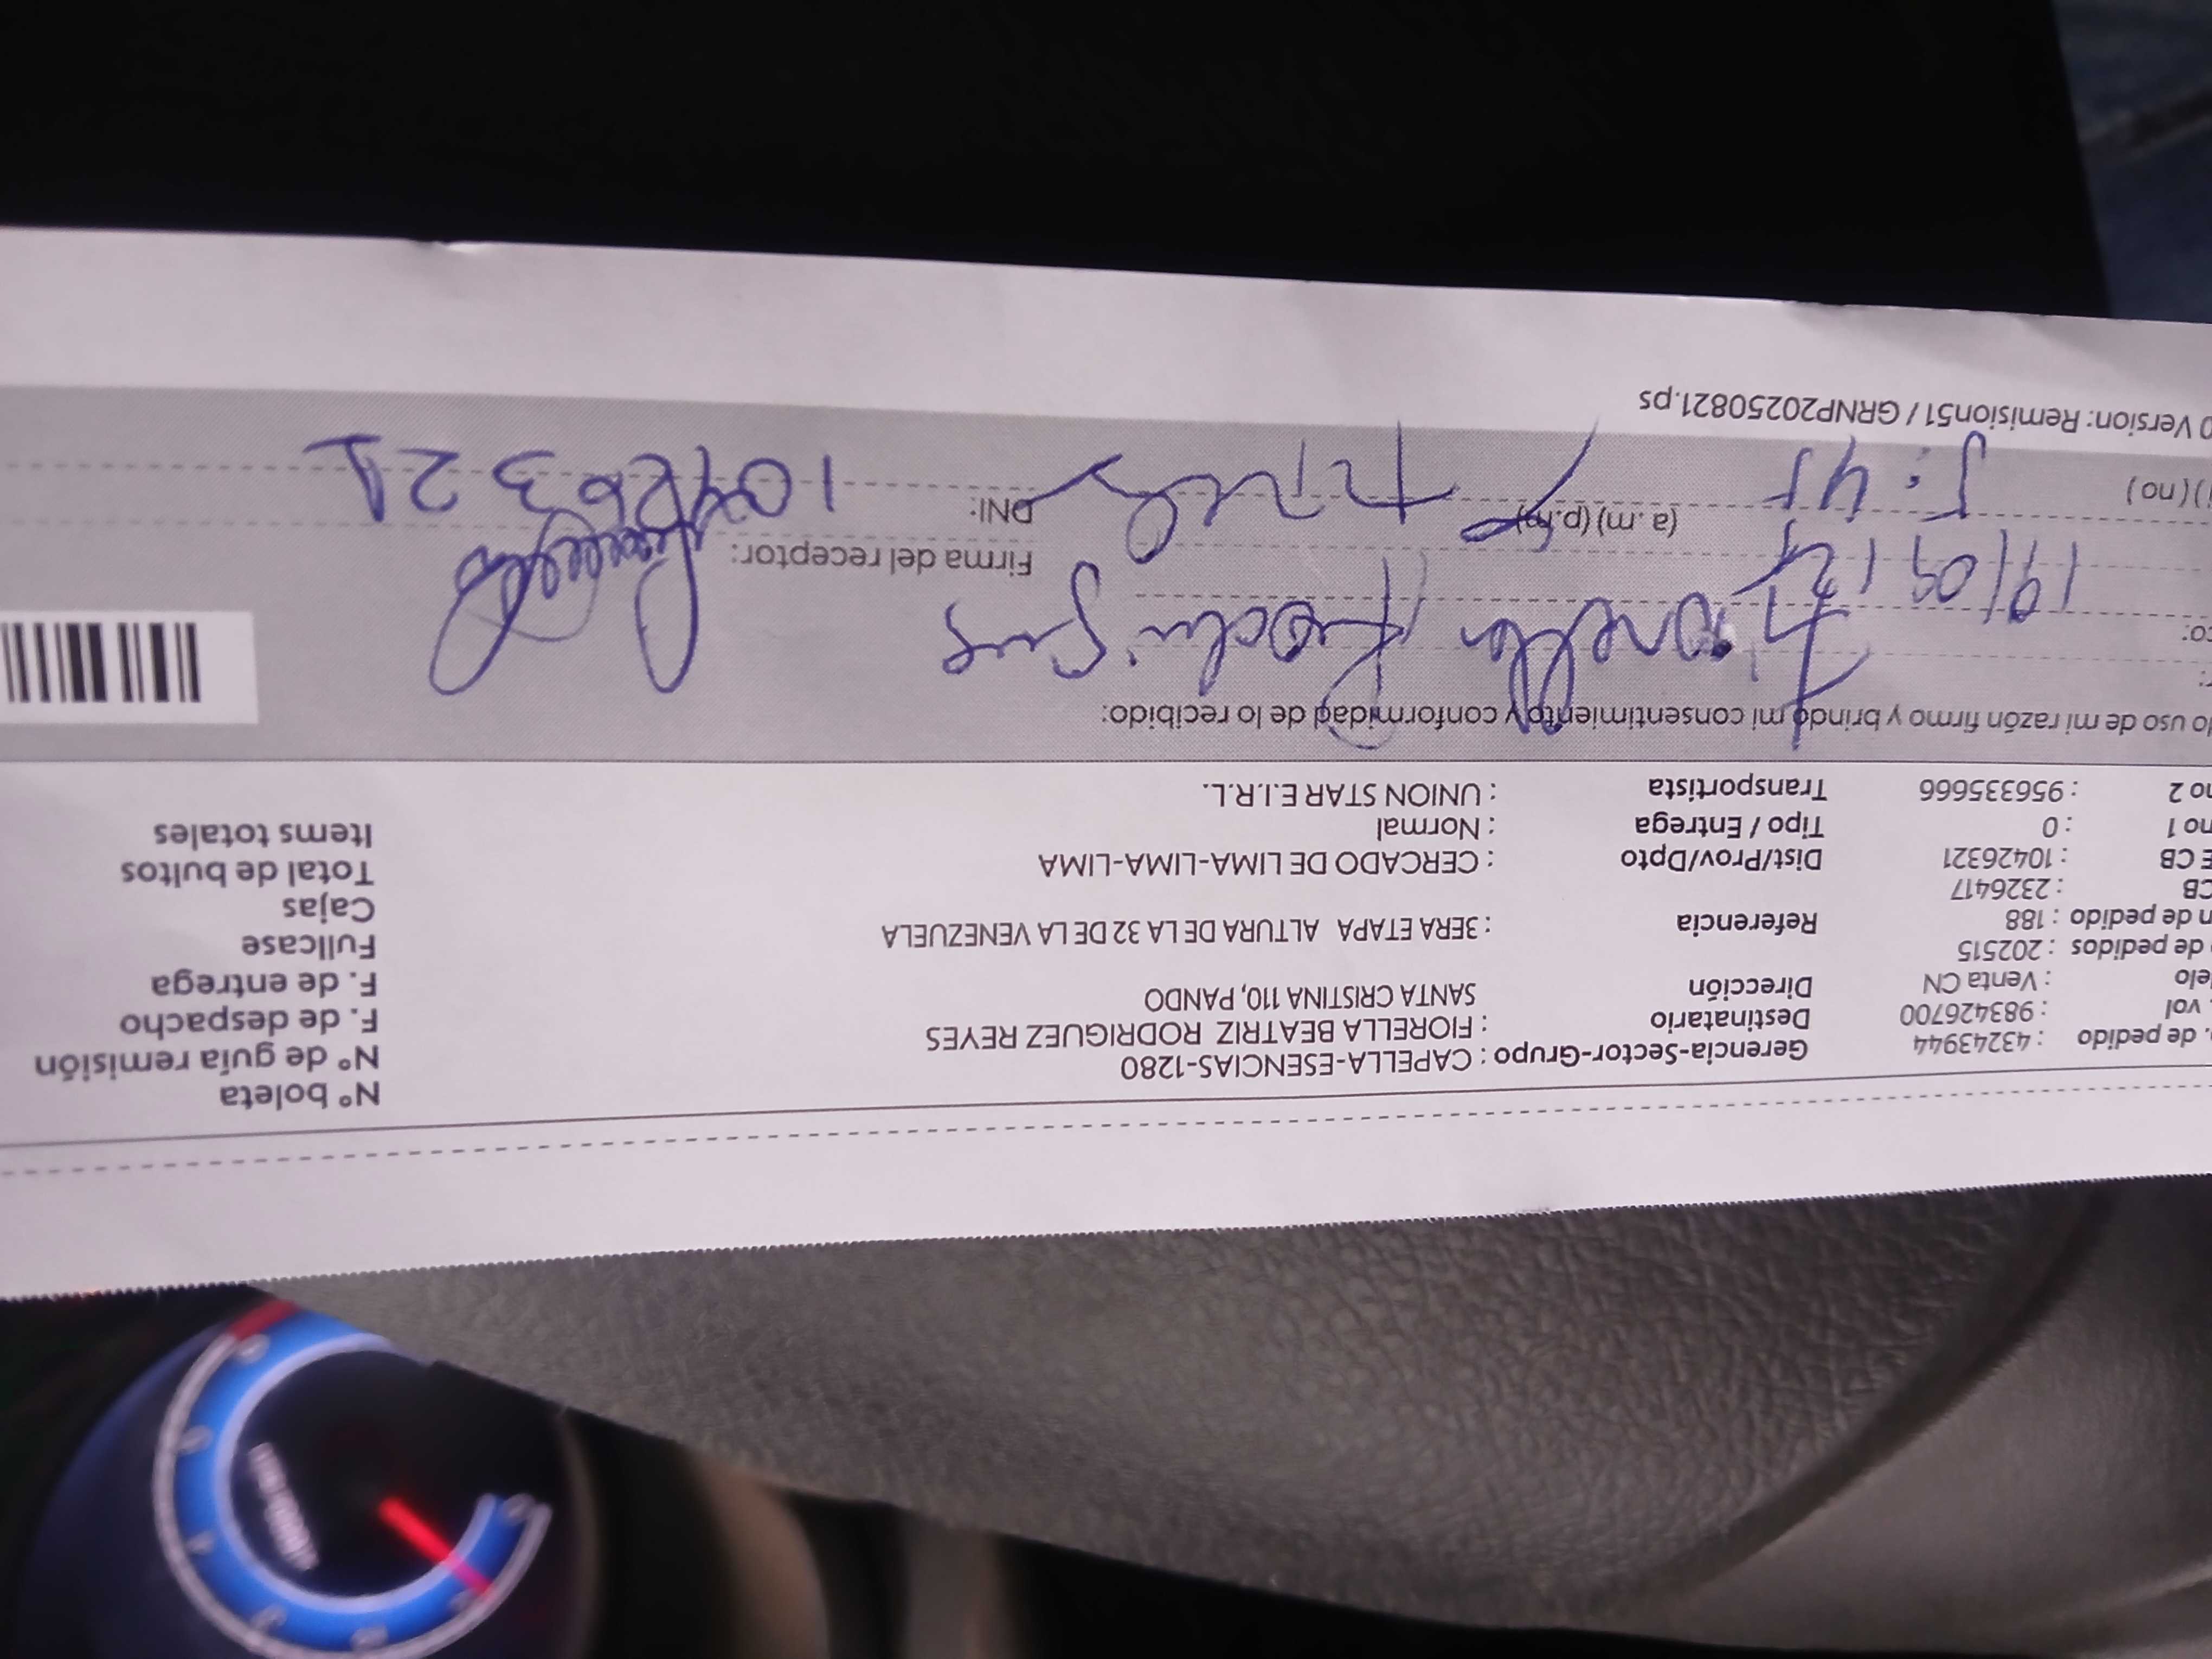 Gerencia-Sector-Grupo : CAPELLA-ESENCIAS-1280
Destinatario : FIORELLA BEATRIZ RODRIGUEZ REYES
Dirección SANTA CRISTINA 110, PANDO
Referencia : 3ERA ETAPA ALTURA DE LA 32 DE LA VENEZUELA
Dist/Prov/Dpto : CERCADO DE LIMA-LIMA-LIMA
Tipo / Entrega : Normal
Transportista : UNION STAR E.I.R.L.
. de pedido : 43243944
vol : 983426700
elo : Venta CN
de pedidos : 202515
n de pedido : 188
CB : 2326417
E CB : 10426321
no 1 : 0
no 2 : 956335666
N° boleta
N° de guía remisión
F. de despacho
F. de entrega
Fullcase
Cajas
Total de bultos
Items totales
lo uso de mi razón firmo y brindo mi consentimiento y conformidad de lo recibido:
Fiorella Rodriguez
co: 19/09/25
Firma del receptor:
) (no) 5:45 (a.m) (p.m)
DNI: 10426321
0 Version: Remision51 / GRNP20250821.ps